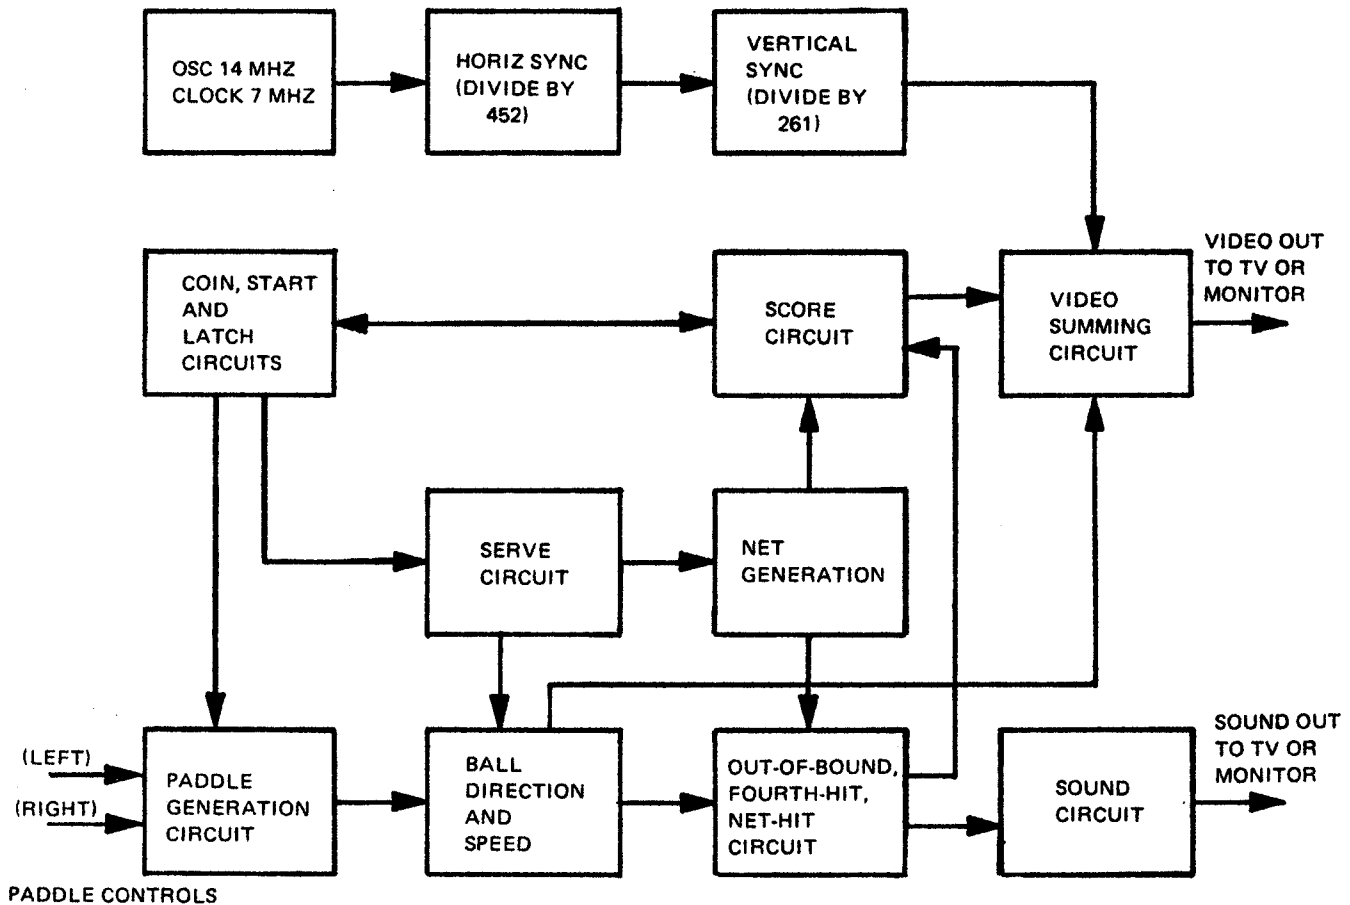 OSC 14 MHZ
CLOCK 7 MHZ
HORIZ SYNC
(DIVIDE BY
452)
VERTICAL
SYNC
(DIVIDE BY
261)
COIN, START
AND
LATCH
CIRCUITS
SCORE
CIRCUIT
VIDEO
SUMMING
CIRCUIT
VIDEO OUT
TO TV OR
MONITOR
SERVE
CIRCUIT
NET
GENERATION
(LEFT)
(RIGHT)
PADDLE CONTROLS
PADDLE
GENERATION
CIRCUIT
BALL
DIRECTION
AND
SPEED
OUT-OF-BOUND,
FOURTH-HIT,
NET-HIT
CIRCUIT
SOUND
CIRCUIT
SOUND OUT
TO TV OR
MONITOR